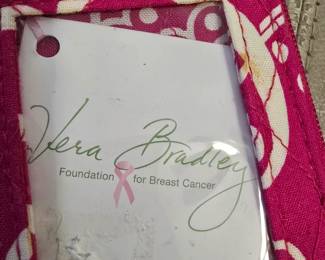 Vera Bradley
Foundation for Breast Cancer